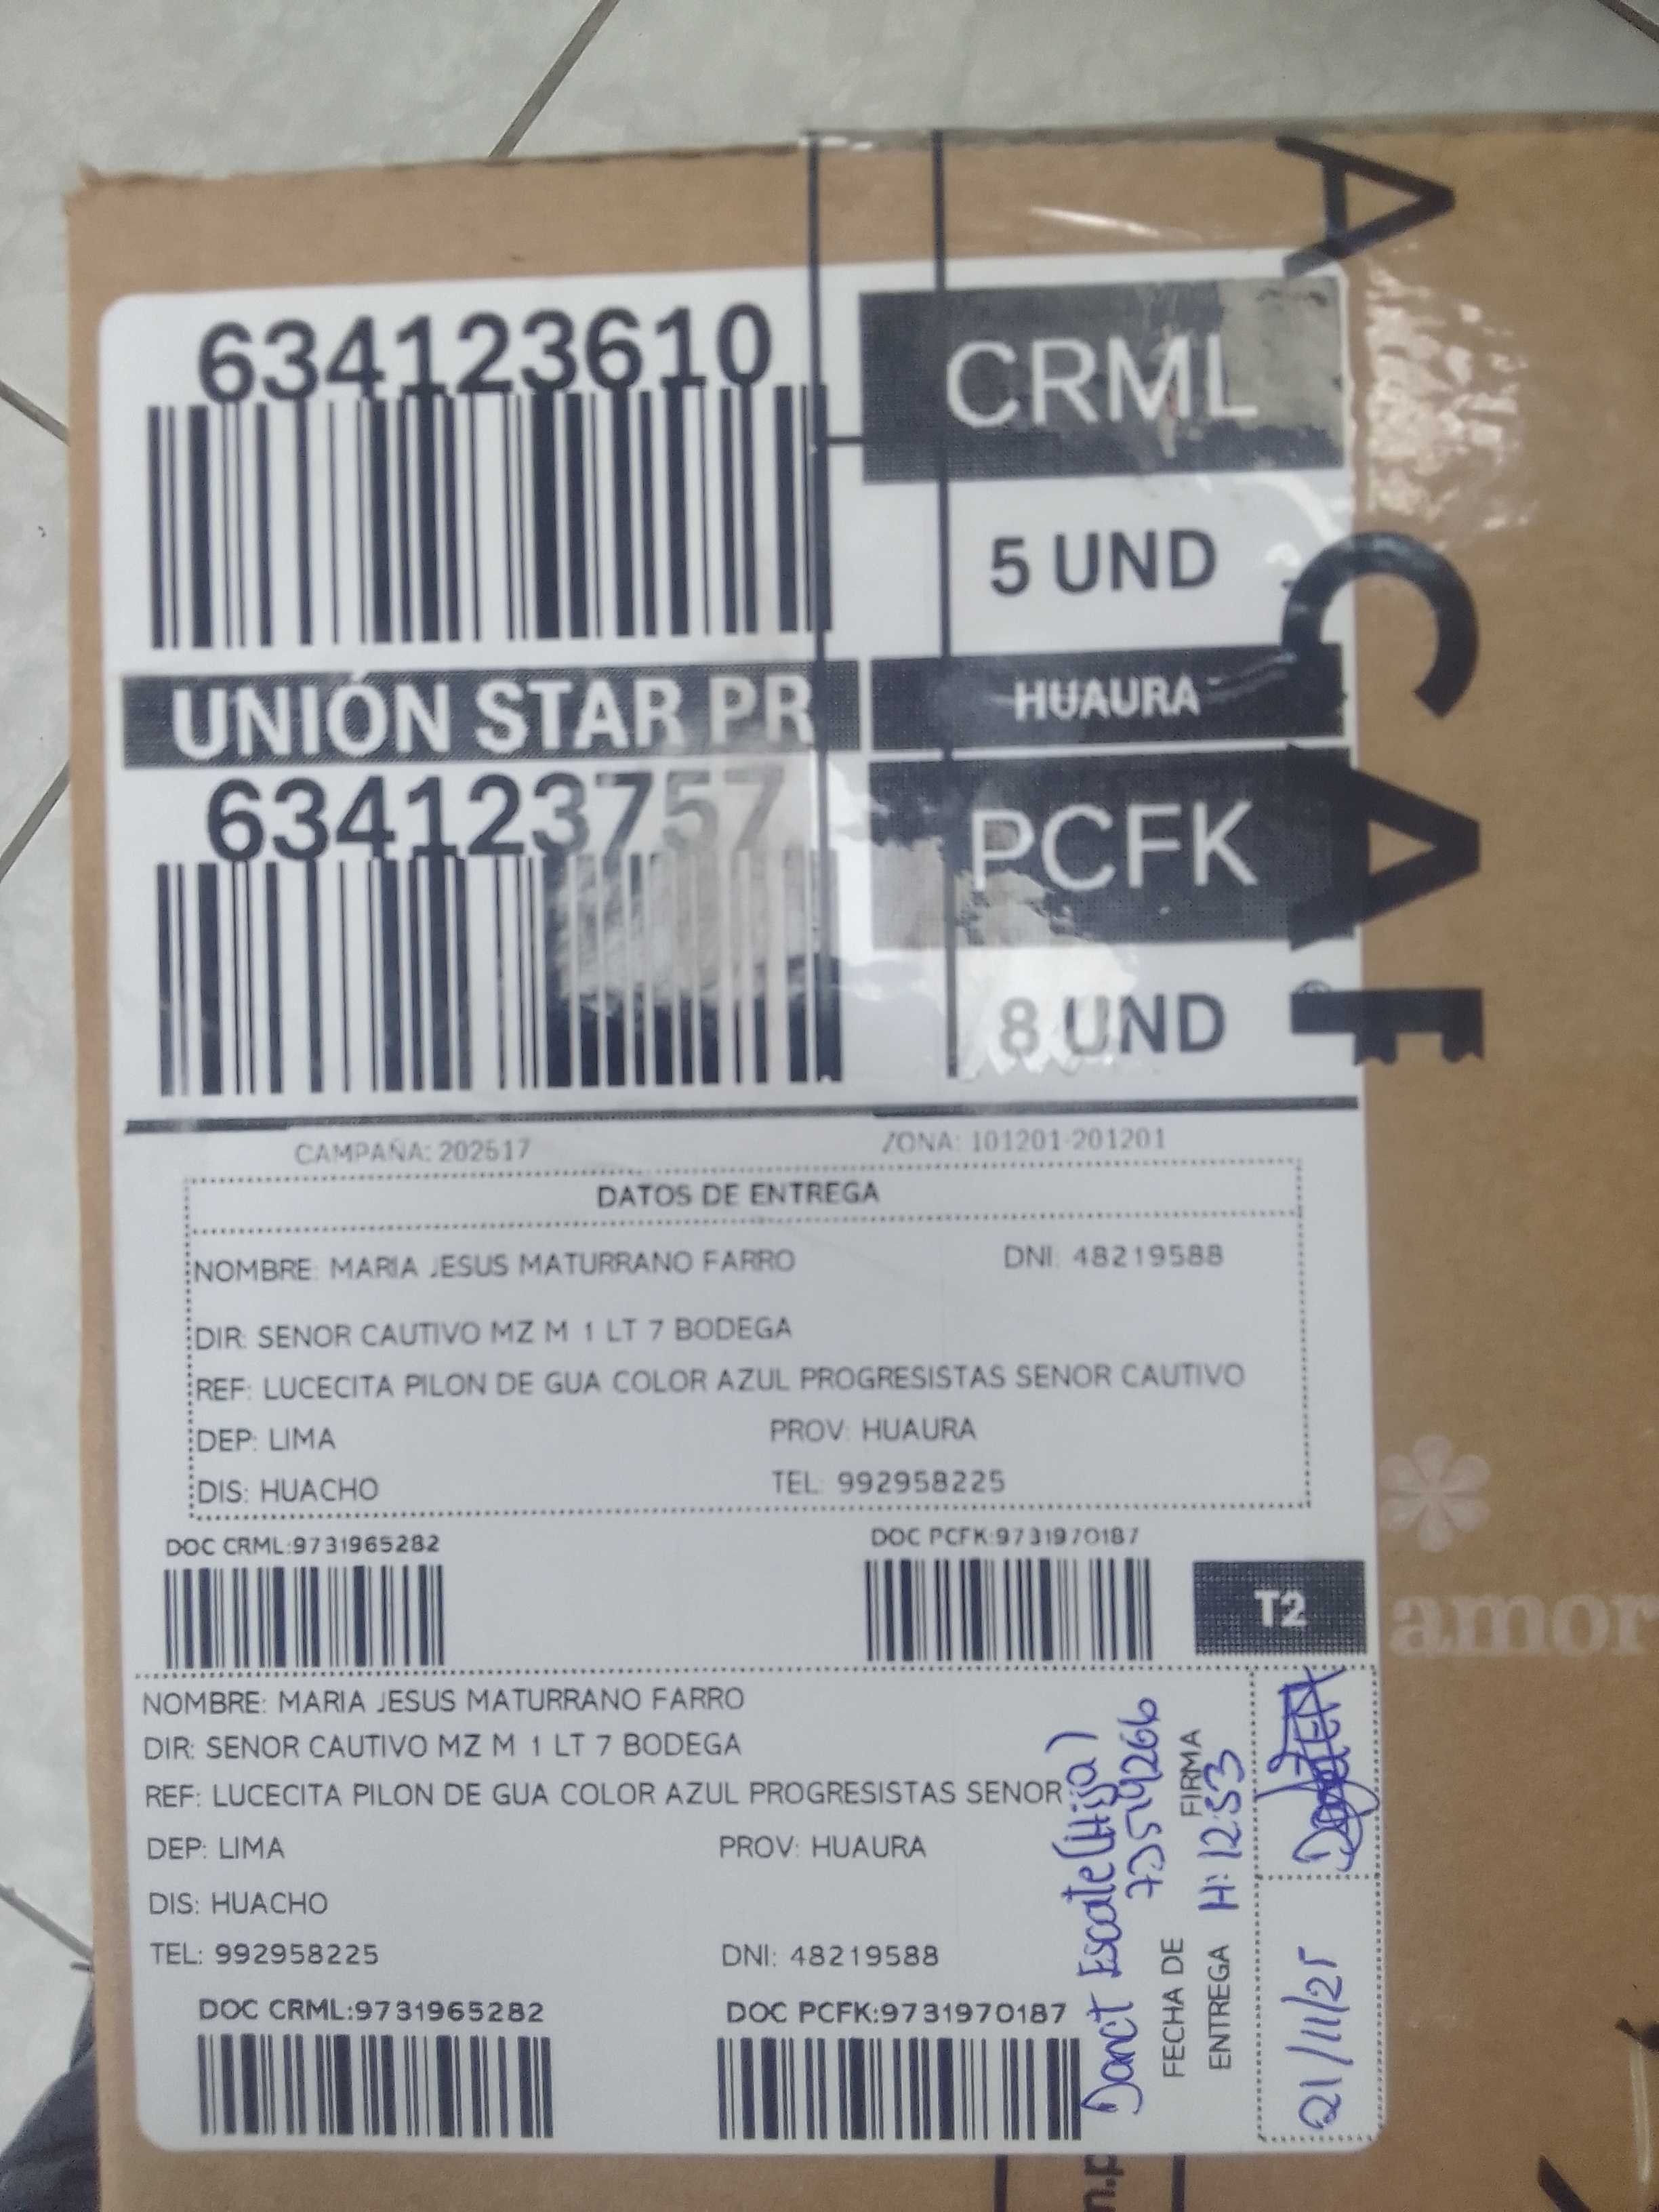 634123610
CRML
5 UND
UNIÓN STAR PR
HUAURA
634123757
PCFK
8 UND
CAMPAÑA: 202517
ZONA: 101201-201201
DATOS DE ENTREGA
NOMBRE: MARIA JESUS MATURRANO FARRO
DNI: 48219588
DIR: SENOR CAUTIVO MZ M 1 LT 7 BODEGA
REF: LUCECITA PILON DE GUA COLOR AZUL PROGRESISTAS SENOR CAUTIVO
DEP: LIMA
PROV: HUAURA
DIS: HUACHO
TEL: 992958225
DOC CRML:9731965282
DOC PCFK:9731970187
T2
NOMBRE: MARIA JESUS MATURRANO FARRO
DIR: SENOR CAUTIVO MZ M 1 LT 7 BODEGA
REF: LUCECITA PILON DE GUA COLOR AZUL PROGRESISTAS SENOR
DEP: LIMA
PROV: HUAURA
DIS: HUACHO
TEL: 992958225
DNI: 48219588
DOC CRML:9731965282
DOC PCFK:9731970187
Escate (Hija)
FIRMA
H: 12:53
FECHA DE
ENTREGA
21/11/25
A CAE
amor